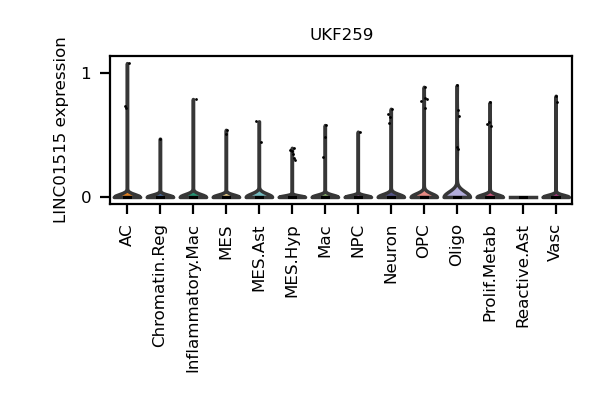 UKF259
LINC01515 expression
1
0
AC
Chromatin.Reg
Inflammatory.Mac
MES
MES.Ast
MES.Hyp
Mac
NPC
Neuron
OPC
Oligo
Prolif.Metab
Reactive.Ast
Vasc